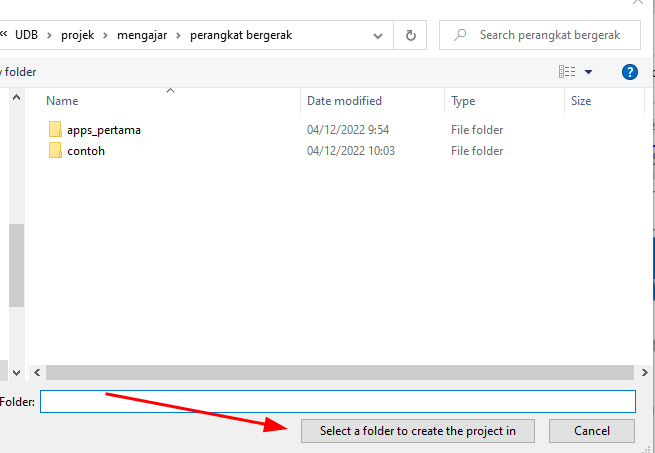 UDB > projek > mengajar > perangkat bergerak
Search perangkat bergerak
folder
Name Date modified Type Size
apps_pertama 04/12/2022 9:54 File folder
contoh 04/12/2022 10:03 File folder
Folder:
Select a folder to create the project in Cancel